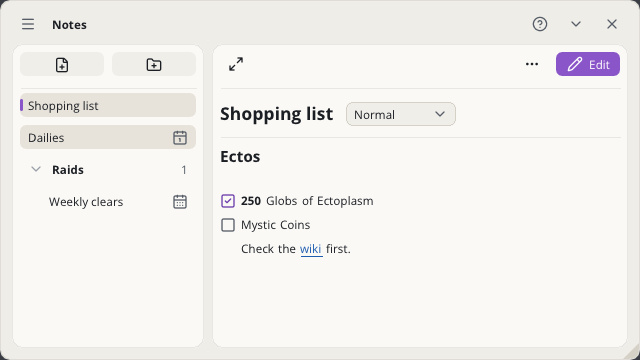 Notes
Shopping list
Dailies
Raids 1
Weekly clears
Edit
Shopping list Normal
Ectos
250 Globs of Ectoplasm
Mystic Coins
Check the wiki first.